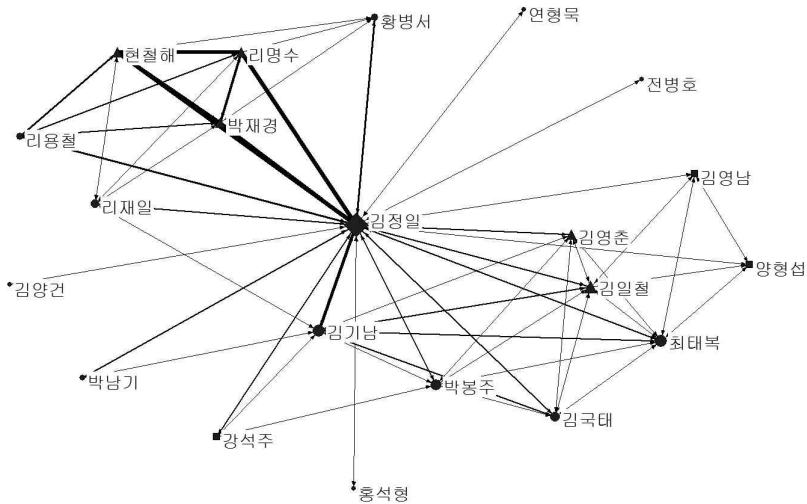 연형묵
황병서
현철해
리명수
전병호
박재경
리용철
김영남
리재일
김정일
김영춘
양형섭
김양건
김일철
김기남
최태복
박남기
박봉주
김국태
강석주
홍석형